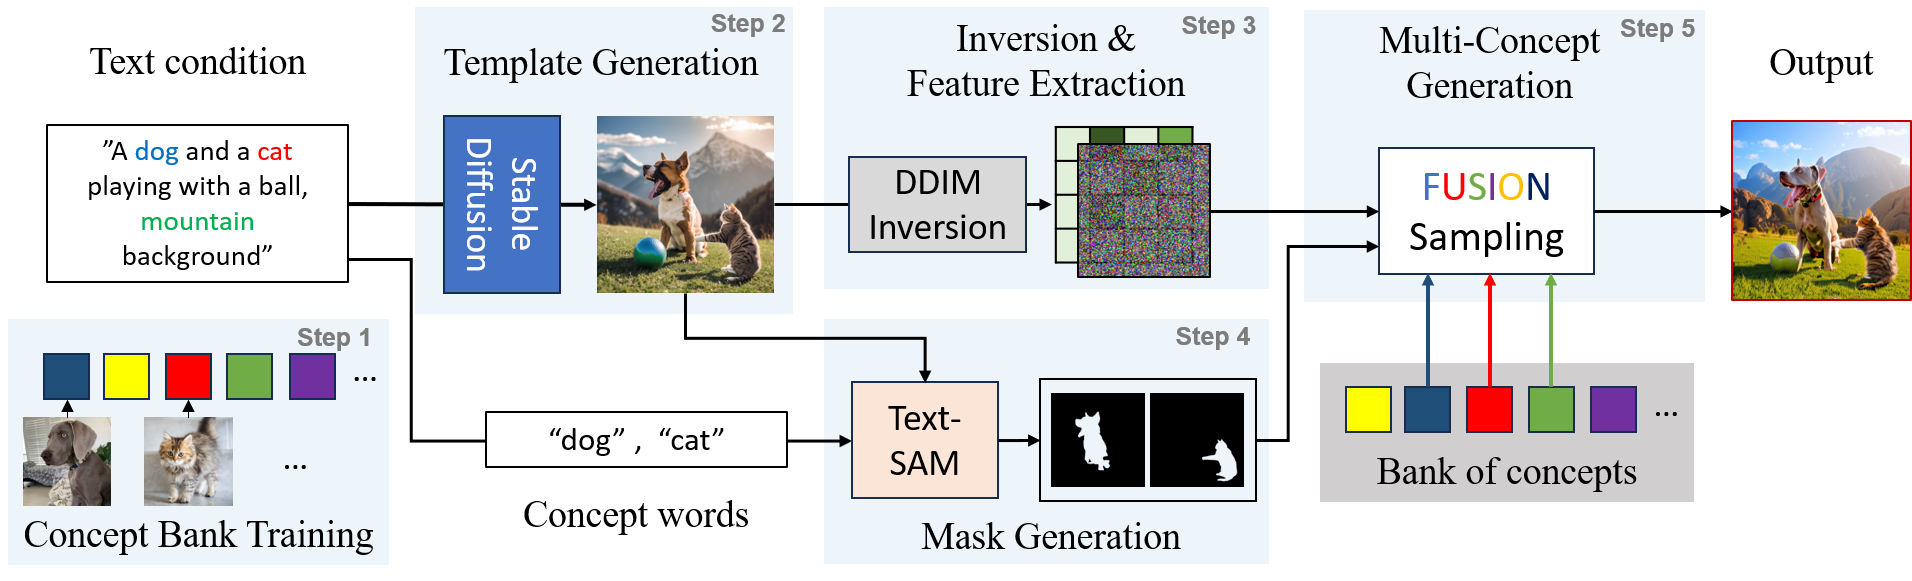 Text condition
”A dog and a cat
playing with a ball,
mountain
background”
Step 1
...
...
Concept Bank Training
Step 2
Template Generation
Stable
Diffusion
“dog” , “cat”
Concept words
Step 3
Inversion &
Feature Extraction
DDIM
Inversion
Step 4
Text-
SAM
Mask Generation
Step 5
Multi-Concept
Generation
FUSION
Sampling
...
Bank of concepts
Output